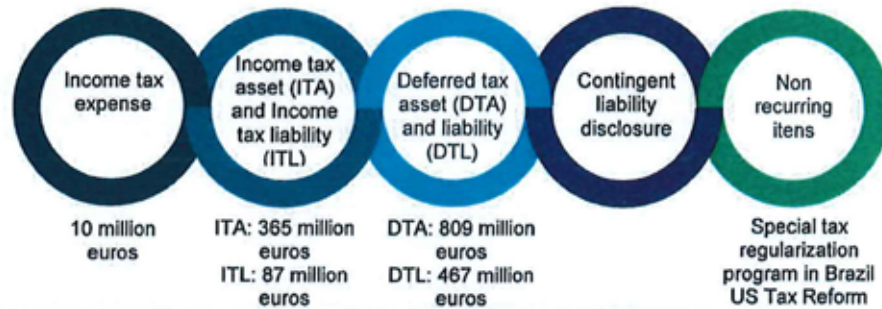 Income tax
expense
Income tax
asset (ITA)
and Income
tax liability
(ITL)
Deferred tax
asset (DTA)
and liability
(DTL)
Contingent
liability
disclosure
Non
recurring
itens
10 million
euros
ITA: 365 million
euros
ITL: 87 million
euros
DTA: 809 million
euros
DTL: 467 million
euros
Special tax
regularization
program in Brazil
US Tax Reform